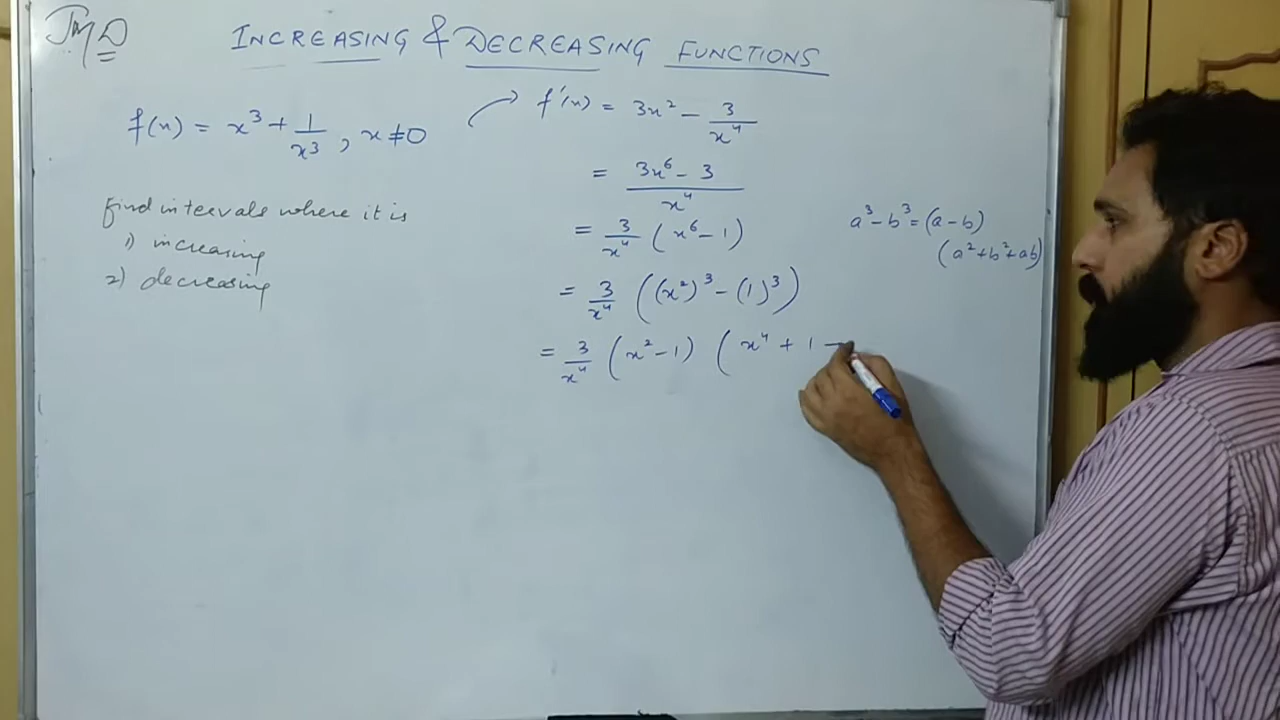 JMD
INCREASING & DECREASING FUNCTIONS
f(x) = x³ + 1/x³, x ≠ 0
find intervals where it is
1) increasing
2) decreasing
f'(x) = 3x² - 3/x⁴
= (3x⁶ - 3)/x⁴
= 3/x⁴ (x⁶ - 1)
= 3/x⁴ ((x²)³ - (1)³)
= 3/x⁴ (x² - 1) (x⁴ + 1
a³ - b³ = (a - b)
(a² + b² + ab)